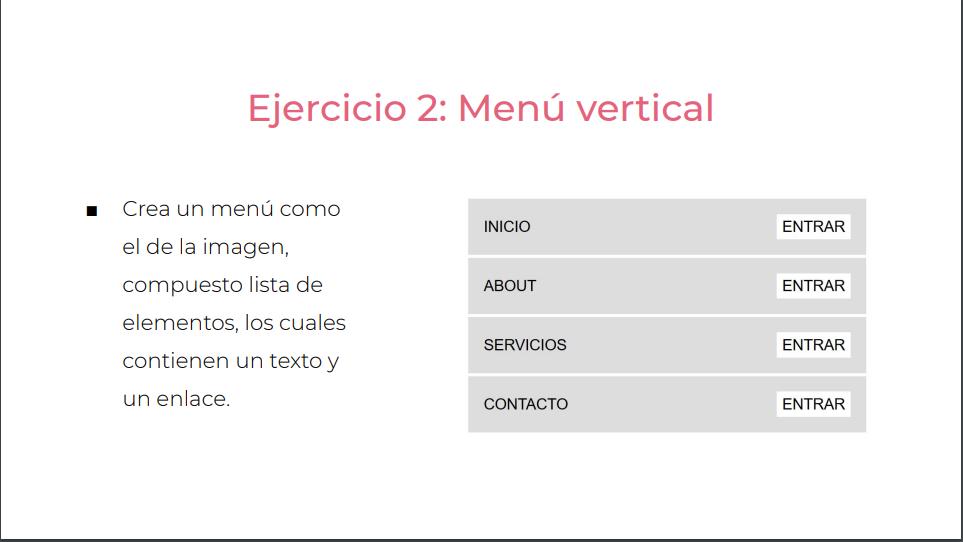 Ejercicio 2: Menú vertical
■ Crea un menú como
el de la imagen,
compuesto lista de
elementos, los cuales
contienen un texto y
un enlace.
INICIO ENTRAR
ABOUT ENTRAR
SERVICIOS ENTRAR
CONTACTO ENTRAR